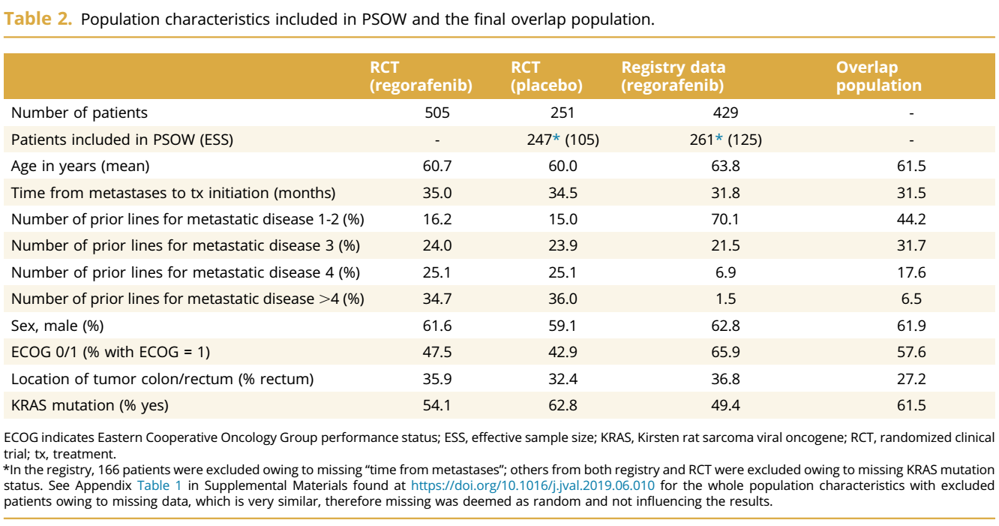 Table 2. Population characteristics included in PSOW and the final overlap population.
RCT (regorafenib) RCT (placebo) Registry data (regorafenib) Overlap population
Number of patients 505 251 429 -
Patients included in PSOW (ESS) - 247* (105) 261* (125) -
Age in years (mean) 60.7 60.0 63.8 61.5
Time from metastases to tx initiation (months) 35.0 34.5 31.8 31.5
Number of prior lines for metastatic disease 1-2 (%) 16.2 15.0 70.1 44.2
Number of prior lines for metastatic disease 3 (%) 24.0 23.9 21.5 31.7
Number of prior lines for metastatic disease 4 (%) 25.1 25.1 6.9 17.6
Number of prior lines for metastatic disease >4 (%) 34.7 36.0 1.5 6.5
Sex, male (%) 61.6 59.1 62.8 61.9
ECOG 0/1 (% with ECOG = 1) 47.5 42.9 65.9 57.6
Location of tumor colon/rectum (% rectum) 35.9 32.4 36.8 27.2
KRAS mutation (% yes) 54.1 62.8 49.4 61.5
ECOG indicates Eastern Cooperative Oncology Group performance status; ESS, effective sample size; KRAS, Kirsten rat sarcoma viral oncogene; RCT, randomized clinical
trial; tx, treatment.
*In the registry, 166 patients were excluded owing to missing “time from metastases”; others from both registry and RCT were excluded owing to missing KRAS mutation
status. See Appendix Table 1 in Supplemental Materials found at https://doi.org/10.1016/j.jval.2019.06.010 for the whole population characteristics with excluded
patients owing to missing data, which is very similar, therefore missing was deemed as random and not influencing the results.